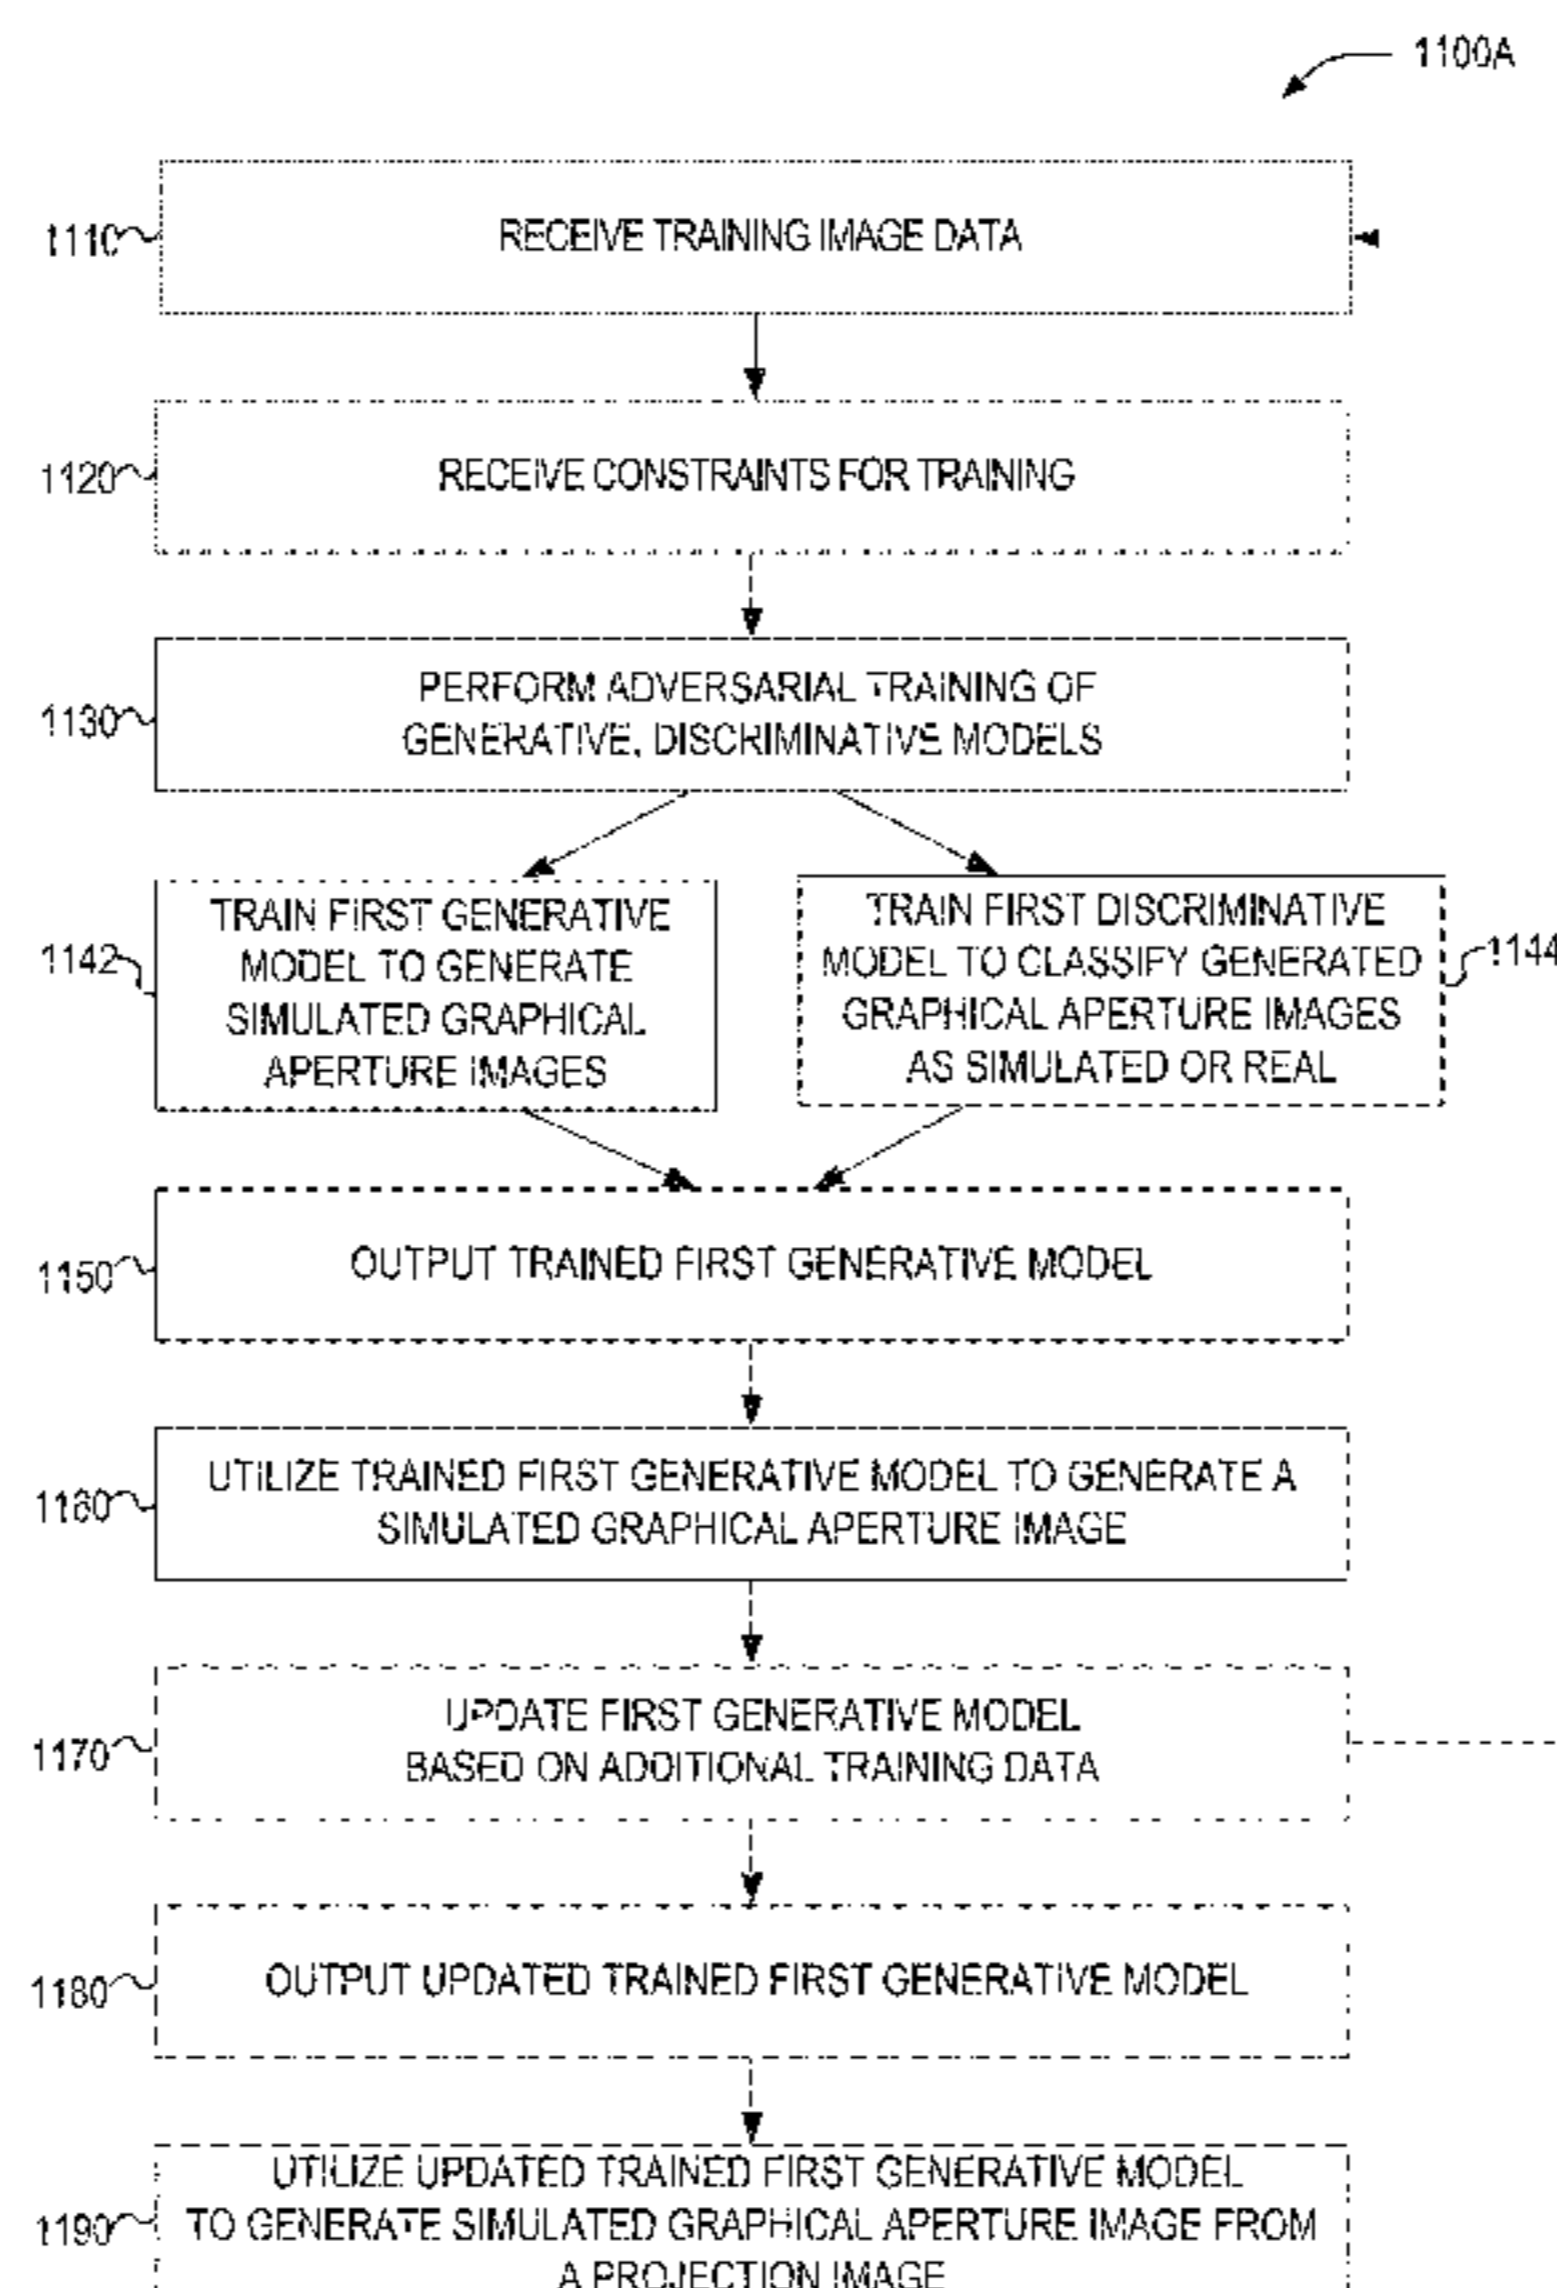 1100A
1110
RECEIVE TRAINING IMAGE DATA
1120
RECEIVE CONSTRAINTS FOR TRAINING
1130
PERFORM ADVERSARIAL TRAINING OF
GENERATIVE, DISCRIMINATIVE MODELS
1142
TRAIN FIRST GENERATIVE
MODEL TO GENERATE
SIMULATED GRAPHICAL
APERTURE IMAGES
TRAIN FIRST DISCRIMINATIVE
MODEL TO CLASSIFY GENERATED
GRAPHICAL APERTURE IMAGES
AS SIMULATED OR REAL
1144
1150
OUTPUT TRAINED FIRST GENERATIVE MODEL
1160
UTILIZE TRAINED FIRST GENERATIVE MODEL TO GENERATE A
SIMULATED GRAPHICAL APERTURE IMAGE
1170
UPDATE FIRST GENERATIVE MODEL
BASED ON ADDITIONAL TRAINING DATA
1180
OUTPUT UPDATED TRAINED FIRST GENERATIVE MODEL
1190
UTILIZE UPDATED TRAINED FIRST GENERATIVE MODEL
TO GENERATE SIMULATED GRAPHICAL APERTURE IMAGE FROM
A PROJECTION IMAGE